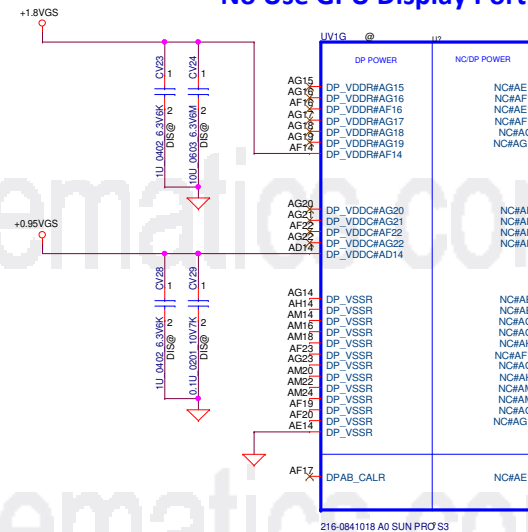 No Use GPU Display Port
+1.8VGS
UV1G @ U?
DP POWER NC/DP POWER
CV23 1 2 1U_0402_6.3V6K DIS@
CV24 1 2 10U_0603_6.3V6M DIS@
AG15 DP_VDDR#AG15 NC#AE
AG16 DP_VDDR#AG16 NC#AF
AF16 DP_VDDR#AF16 NC#AE
AG17 DP_VDDR#AG17 NC#AF
AG18 DP_VDDR#AG18 NC#AG
AG19 DP_VDDR#AG19 NC#AG
AF14 DP_VDDR#AF14
+0.95VGS
AG20 DP_VDDC#AG20
AG21 DP_VDDC#AG21
AF22 DP_VDDC#AF22
AG22 DP_VDDC#AG22
AD14 DP_VDDC#AD14
CV28 1 2 1U_0402_6.3V6K DIS@
CV29 1 2 0.1U_0201_10V7K DIS@
AG14 DP_VSSR
AH14 DP_VSSR
AM14 DP_VSSR
AM16 DP_VSSR
AM18 DP_VSSR
AF23 DP_VSSR NC#AF
AG23 DP_VSSR
AM20 DP_VSSR
AM22 DP_VSSR
AM24 DP_VSSR
AF19 DP_VSSR
AF20 DP_VSSR NC#AG
AE14 DP_VSSR
AF17 DPAB_CALR NC#AE
216-0841018 A0 SUN PRO S3
ematics.com
ematics.com